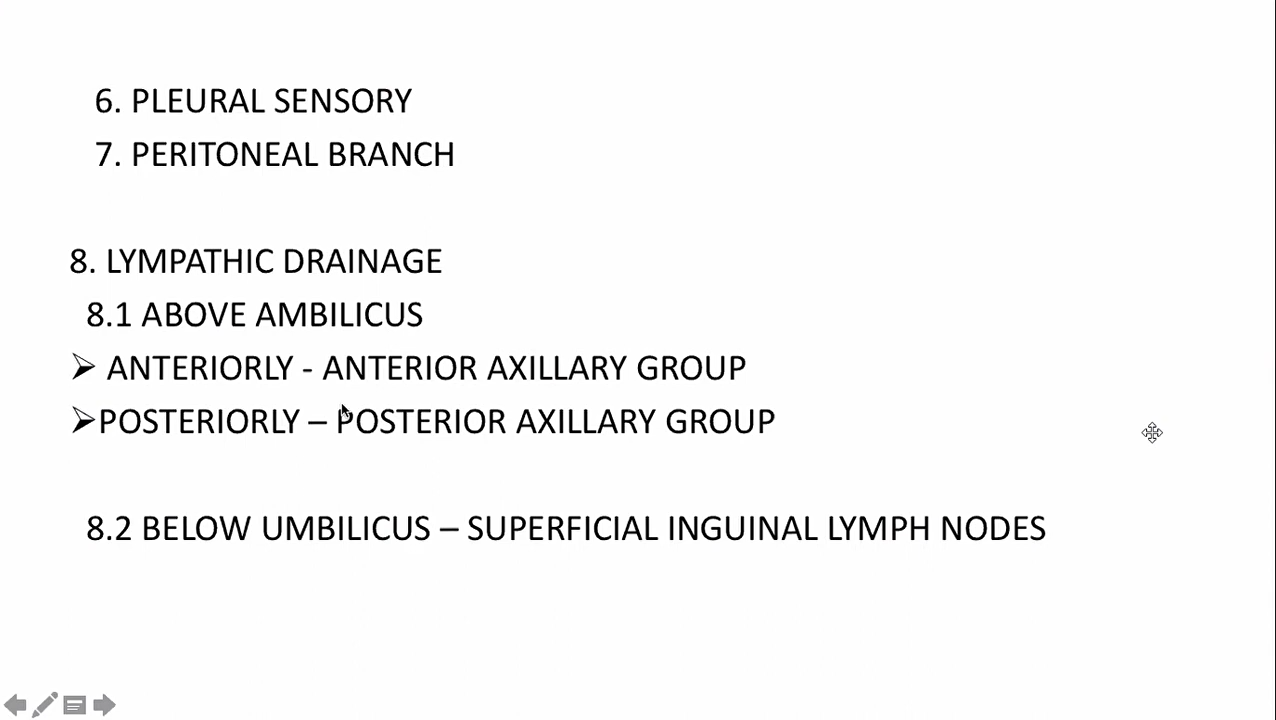 6. PLEURAL SENSORY
7. PERITONEAL BRANCH
8. LYMPATHIC DRAINAGE
8.1 ABOVE AMBILICUS
➢ ANTERIORLY - ANTERIOR AXILLARY GROUP
➢POSTERIORLY – POSTERIOR AXILLARY GROUP
8.2 BELOW UMBILICUS – SUPERFICIAL INGUINAL LYMPH NODES